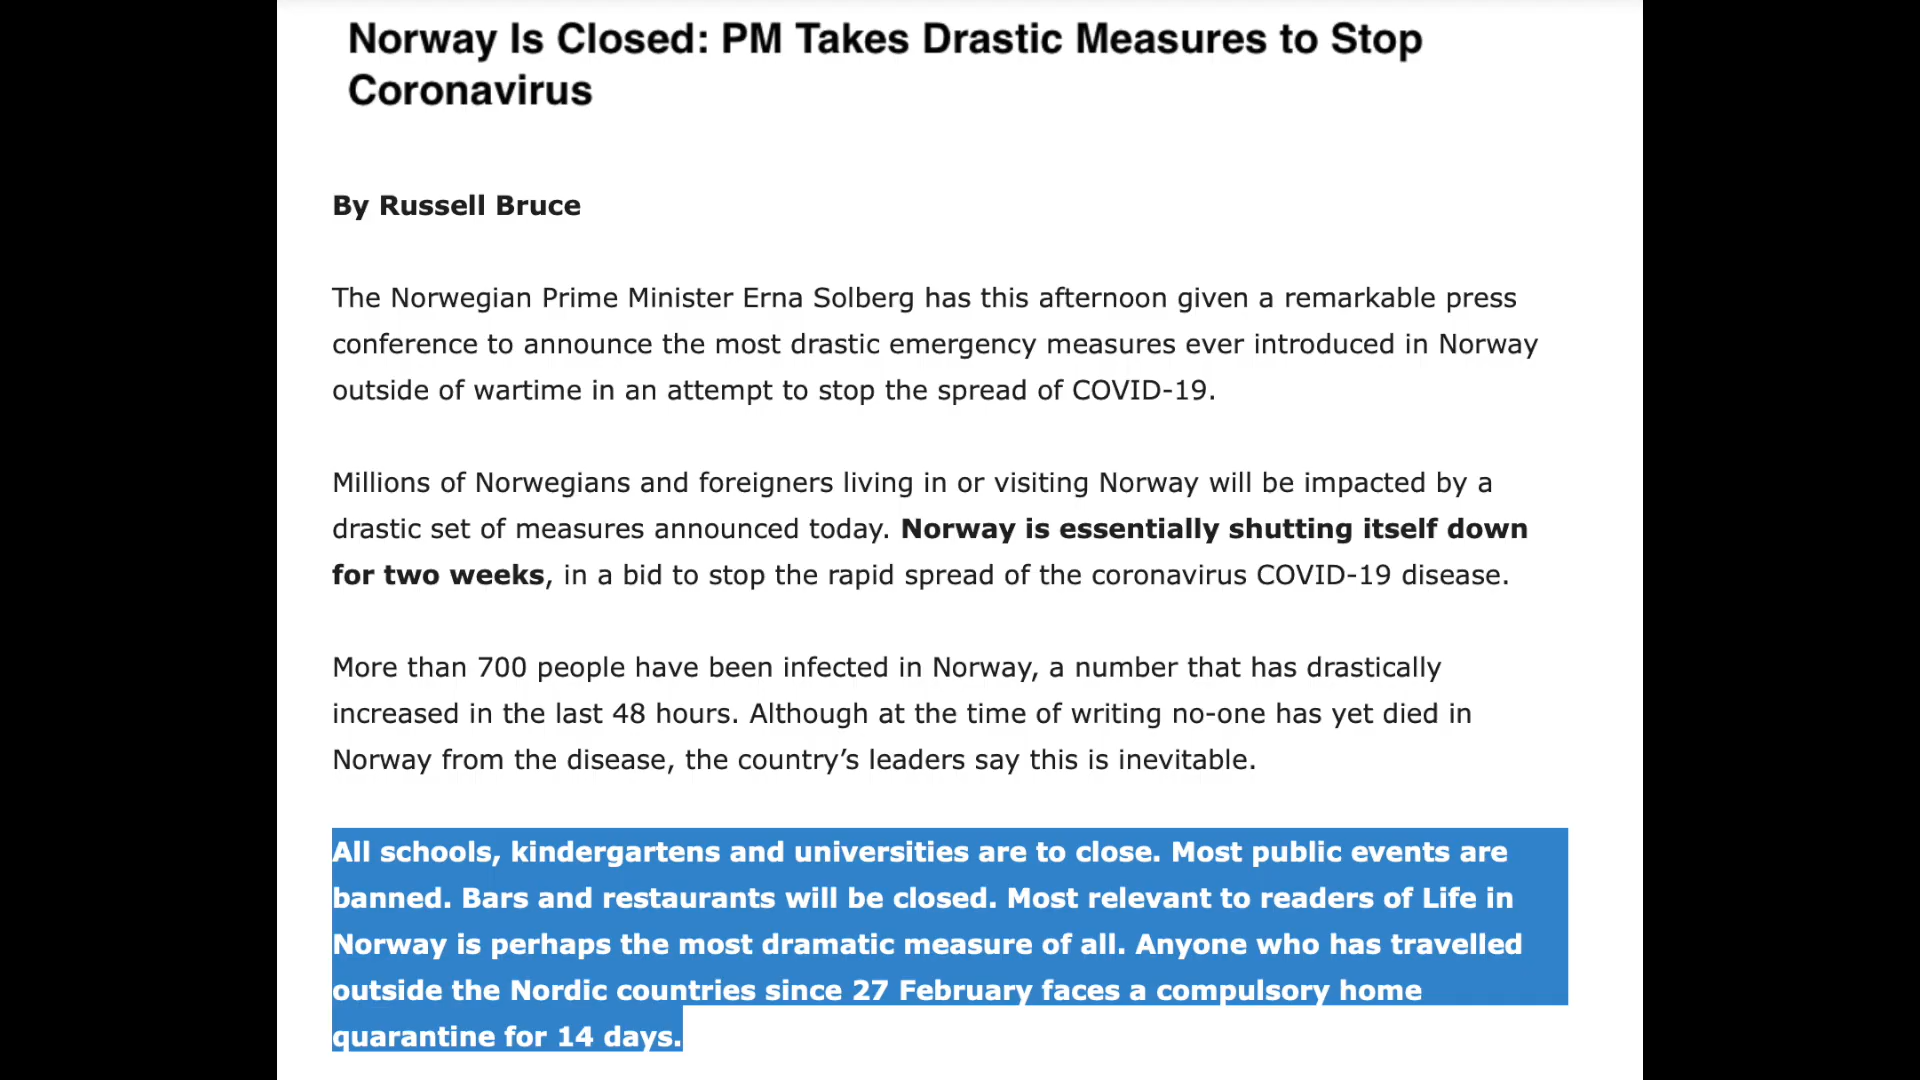 Norway Is Closed: PM Takes Drastic Measures to Stop
Coronavirus
By Russell Bruce
The Norwegian Prime Minister Erna Solberg has this afternoon given a remarkable press
conference to announce the most drastic emergency measures ever introduced in Norway
outside of wartime in an attempt to stop the spread of COVID-19.
Millions of Norwegians and foreigners living in or visiting Norway will be impacted by a
drastic set of measures announced today. Norway is essentially shutting itself down
for two weeks, in a bid to stop the rapid spread of the coronavirus COVID-19 disease.
More than 700 people have been infected in Norway, a number that has drastically
increased in the last 48 hours. Although at the time of writing no-one has yet died in
Norway from the disease, the country’s leaders say this is inevitable.
All schools, kindergartens and universities are to close. Most public events are
banned. Bars and restaurants will be closed. Most relevant to readers of Life in
Norway is perhaps the most dramatic measure of all. Anyone who has travelled
outside the Nordic countries since 27 February faces a compulsory home
quarantine for 14 days.